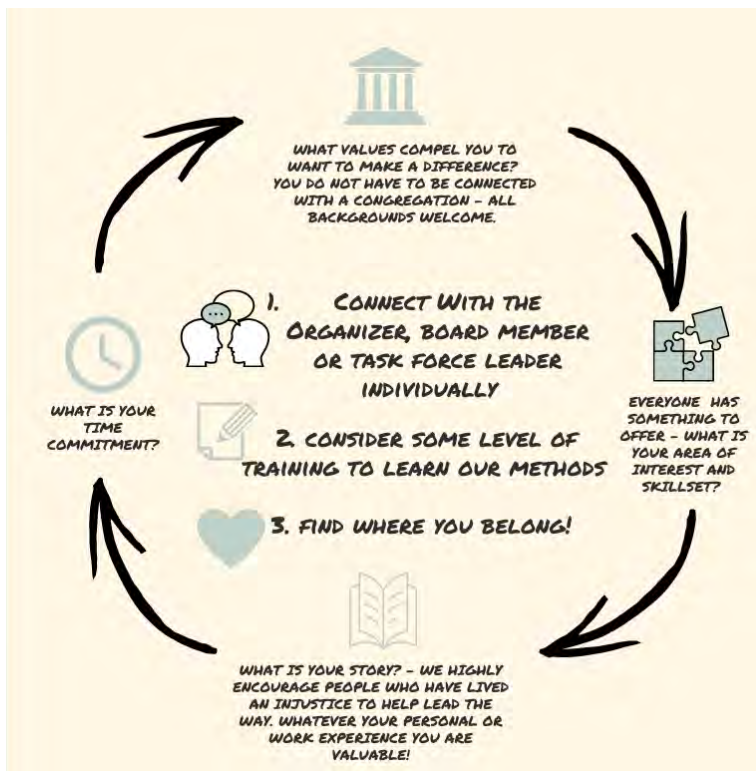 WHAT VALUES COMPEL YOU TO
WANT TO MAKE A DIFFERENCE?
YOU DO NOT HAVE TO BE CONNECTED
WITH A CONGREGATION - ALL
BACKGROUNDS WELCOME.
1. CONNECT WITH THE
ORGANIZER, BOARD MEMBER
OR TASK FORCE LEADER
INDIVIDUALLY
2. CONSIDER SOME LEVEL OF
TRAINING TO LEARN OUR METHODS
3. FIND WHERE YOU BELONG!
EVERYONE HAS
SOMETHING TO
OFFER - WHAT IS
YOUR AREA OF
INTEREST AND
SKILLSET?
WHAT IS YOUR STORY? - WE HIGHLY
ENCOURAGE PEOPLE WHO HAVE LIVED
AN INJUSTICE TO HELP LEAD THE
WAY. WHATEVER YOUR PERSONAL OR
WORK EXPERIENCE YOU ARE
VALUABLE!
WHAT IS YOUR
TIME
COMMITMENT?